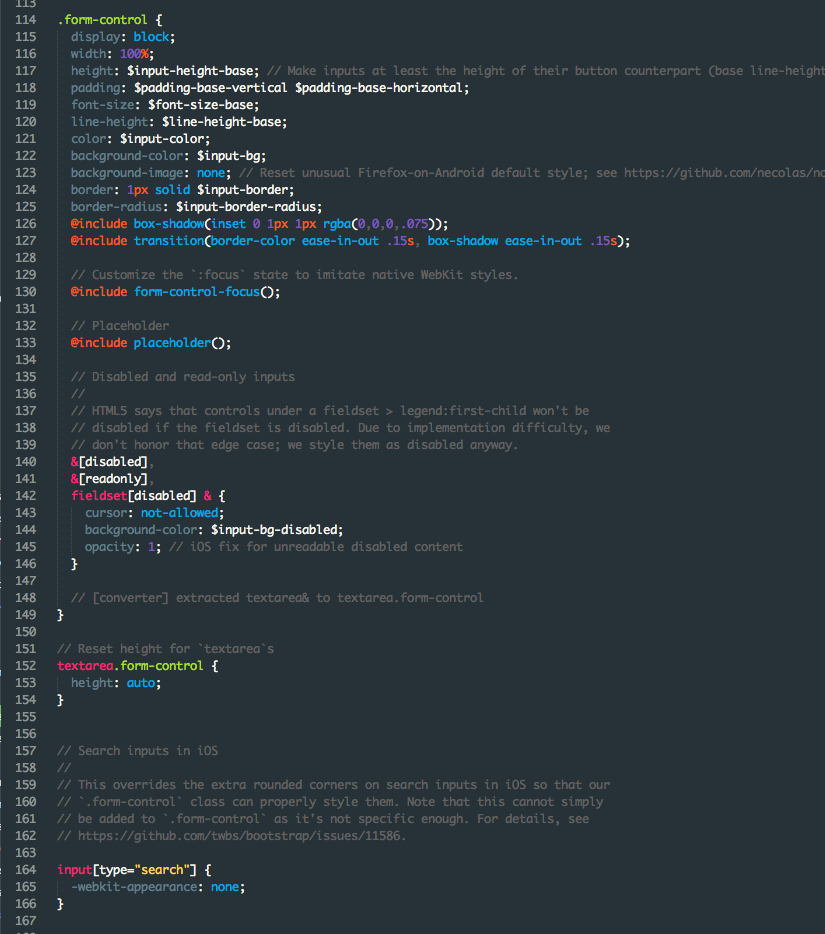 113
114 .form-control {
115 display: block;
116 width: 100%;
117 height: $input-height-base; // Make inputs at least the height of their button counterpart (base line-height
118 padding: $padding-base-vertical $padding-base-horizontal;
119 font-size: $font-size-base;
120 line-height: $line-height-base;
121 color: $input-color;
122 background-color: $input-bg;
123 background-image: none; // Reset unusual Firefox-on-Android default style; see https://github.com/necolas/no
124 border: 1px solid $input-border;
125 border-radius: $input-border-radius;
126 @include box-shadow(inset 0 1px 1px rgba(0,0,0,.075));
127 @include transition(border-color ease-in-out .15s, box-shadow ease-in-out .15s);
128
129 // Customize the `:focus` state to imitate native WebKit styles.
130 @include form-control-focus();
131
132 // Placeholder
133 @include placeholder();
134
135 // Disabled and read-only inputs
136 //
137 // HTML5 says that controls under a fieldset > legend:first-child won't be
138 // disabled if the fieldset is disabled. Due to implementation difficulty, we
139 // don't honor that edge case; we style them as disabled anyway.
140 &[disabled],
141 &[readonly],
142 fieldset[disabled] & {
143 cursor: not-allowed;
144 background-color: $input-bg-disabled;
145 opacity: 1; // iOS fix for unreadable disabled content
146 }
147
148 // [converter] extracted textarea& to textarea.form-control
149 }
150
151 // Reset height for `textarea`s
152 textarea.form-control {
153 height: auto;
154 }
155
156
157 // Search inputs in iOS
158 //
159 // This overrides the extra rounded corners on search inputs in iOS so that our
160 // `.form-control` class can properly style them. Note that this cannot simply
161 // be added to `.form-control` as it's not specific enough. For details, see
162 // https://github.com/twbs/bootstrap/issues/11586.
163
164 input[type="search"] {
165 -webkit-appearance: none;
166 }
167